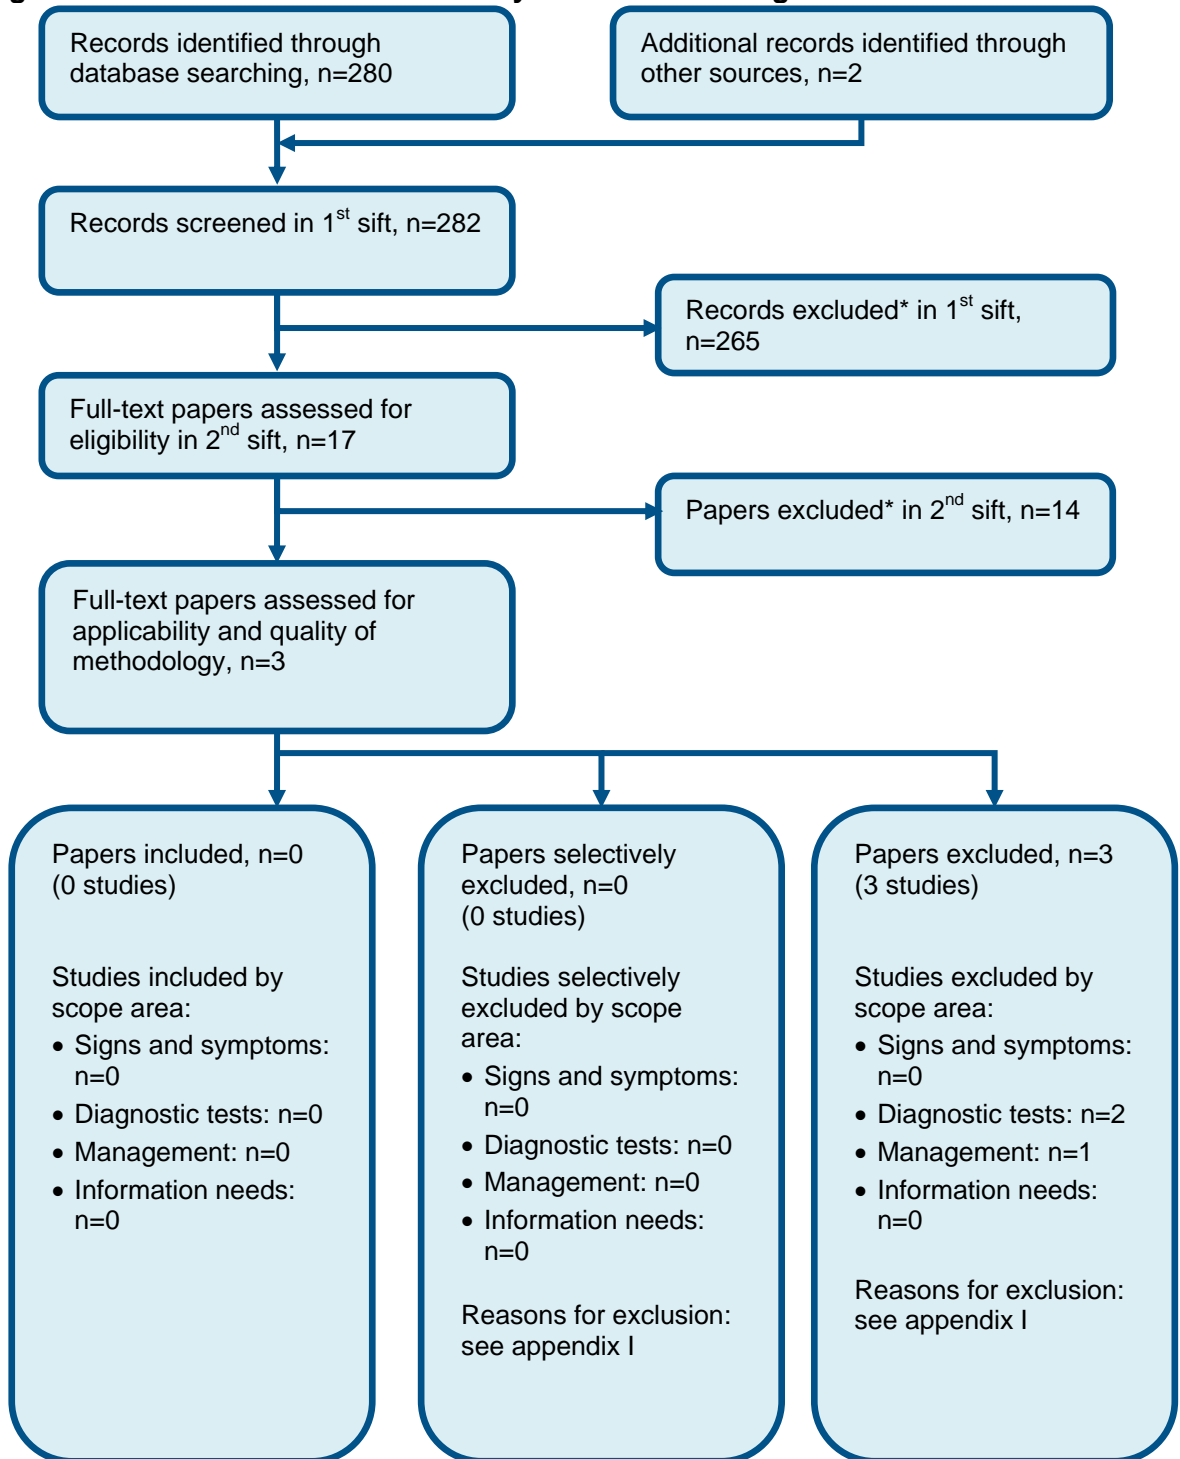 Records identified through
database searching, n=280
Additional records identified through
other sources, n=2
Records screened in 1st sift, n=282
Records excluded* in 1st sift,
n=265
Full-text papers assessed for
eligibility in 2nd sift, n=17
Papers excluded* in 2nd sift, n=14
Full-text papers assessed for
applicability and quality of
methodology, n=3
Papers included, n=0
(0 studies)
Studies included by
scope area:
• Signs and symptoms:
n=0
• Diagnostic tests: n=0
• Management: n=0
• Information needs:
n=0
Papers selectively
excluded, n=0
(0 studies)
Studies selectively
excluded by scope
area:
• Signs and symptoms:
n=0
• Diagnostic tests: n=0
• Management: n=0
• Information needs:
n=0
Reasons for exclusion:
see appendix I
Papers excluded, n=3
(3 studies)
Studies excluded by
scope area:
• Signs and symptoms:
n=0
• Diagnostic tests: n=2
• Management: n=1
• Information needs:
n=0
Reasons for exclusion:
see appendix I